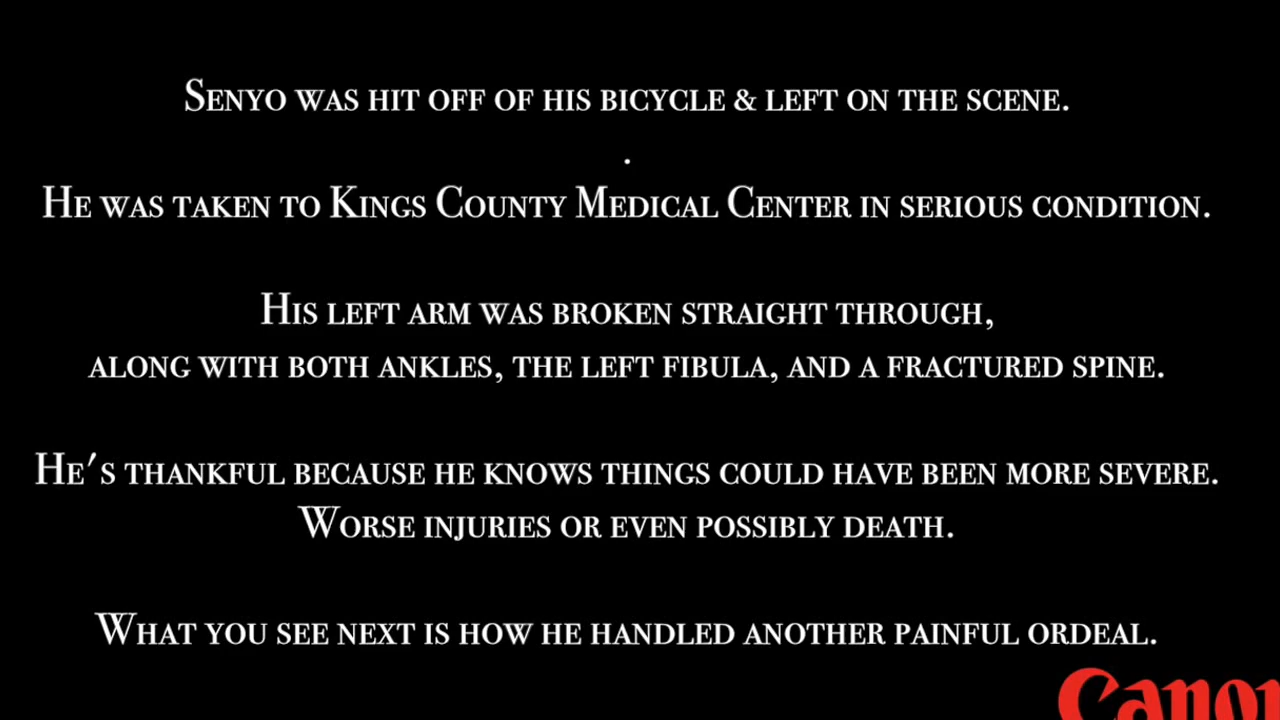 Senyo was hit off of his bicycle & left on the scene.
.
He was taken to Kings County Medical Center in serious condition.
His left arm was broken straight through,
along with both ankles, the left fibula, and a fractured spine.
He's thankful because he knows things could have been more severe.
Worse injuries or even possibly death.
What you see next is how he handled another painful ordeal.
Canon